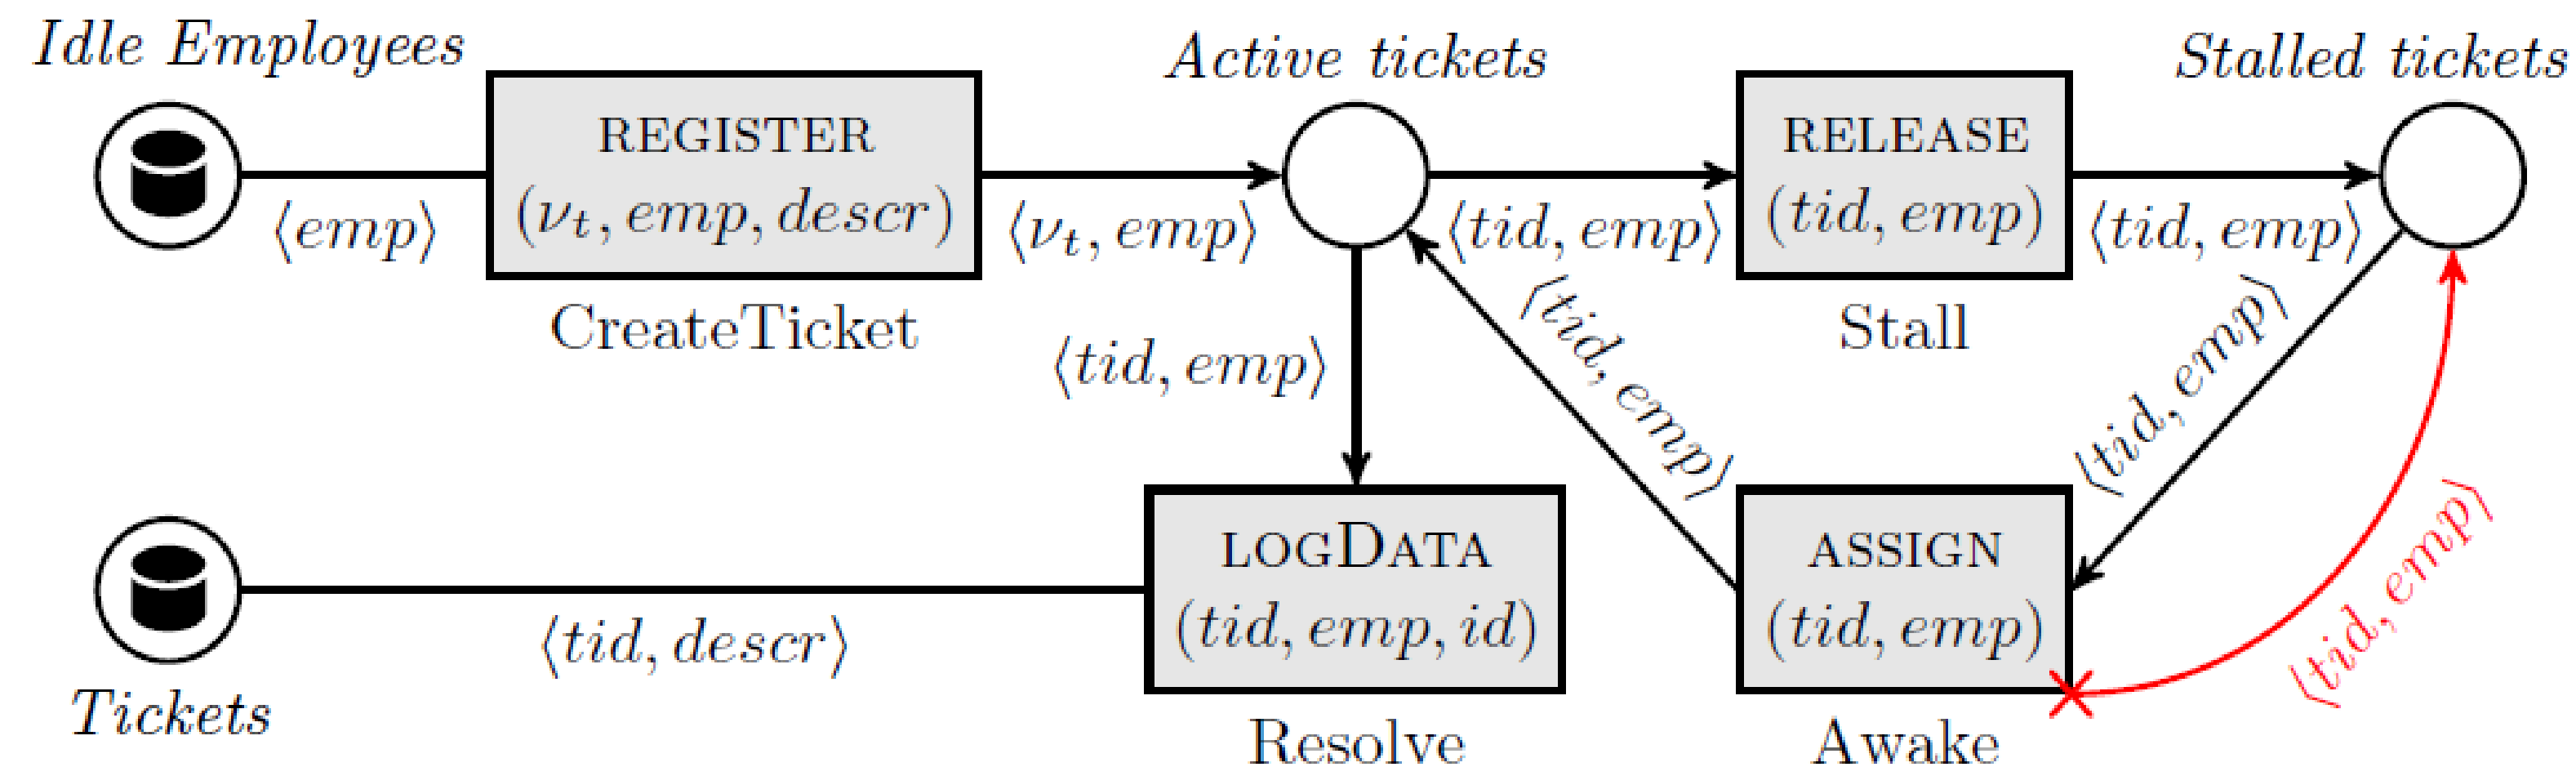 Idle Employees
Active tickets
Stalled tickets
REGISTER
(νt, emp, descr)
CreateTicket
⟨emp⟩
⟨νt, emp⟩
⟨tid, emp⟩
RELEASE
(tid, emp)
Stall
⟨tid, emp⟩
⟨tid, emp⟩
⟨tid, emp⟩
⟨tid, emp⟩
⟨tid, emp⟩
Tickets
⟨tid, descr⟩
LOGDATA
(tid, emp, id)
Resolve
ASSIGN
(tid, emp)
Awake